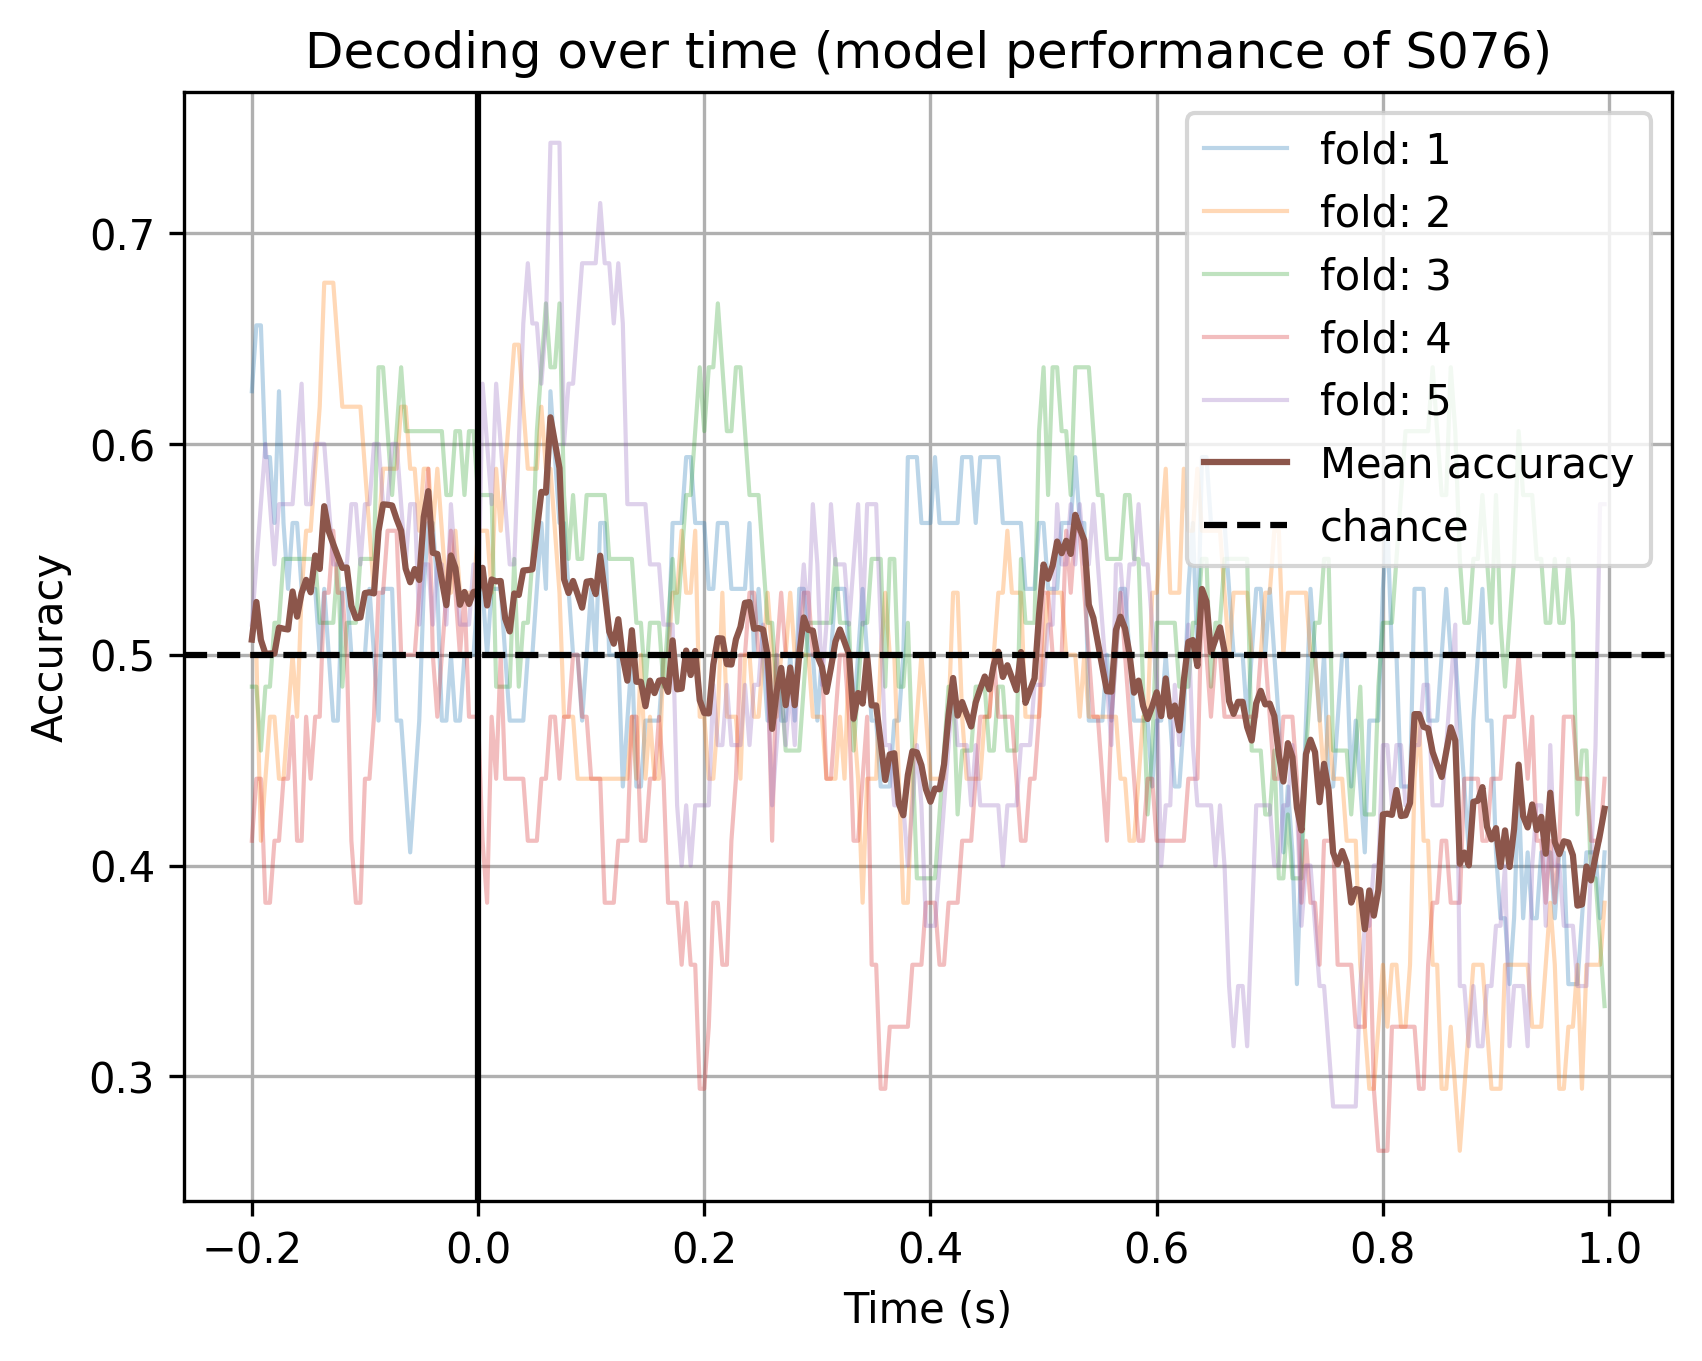 Decoding over time (model performance of S076)
fold: 1
fold: 2
fold: 3
fold: 4
fold: 5
Mean accuracy
chance
Accuracy
0.7
0.6
0.5
0.4
0.3
−0.2 0.0 0.2 0.4 0.6 0.8 1.0
Time (s)